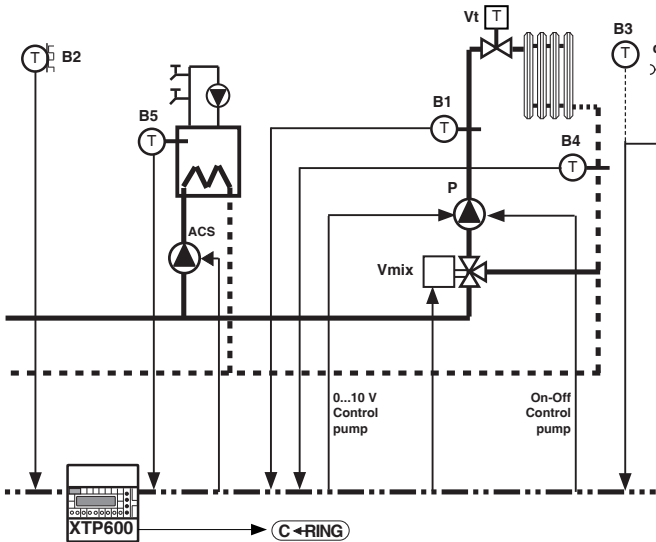 Vt
T
B3
T
T
B2
B5
T
B1
T
B4
T
P
ACS
Vmix
0...10 V
Control
pump
On-Off
Control
pump
XTP600
C RING